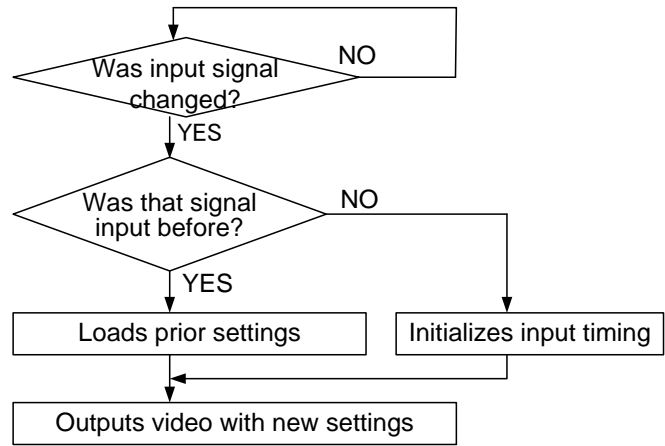 Was input signal
changed?
NO
YES
Was that signal
input before?
NO
YES
Loads prior settings
Initializes input timing
Outputs video with new settings